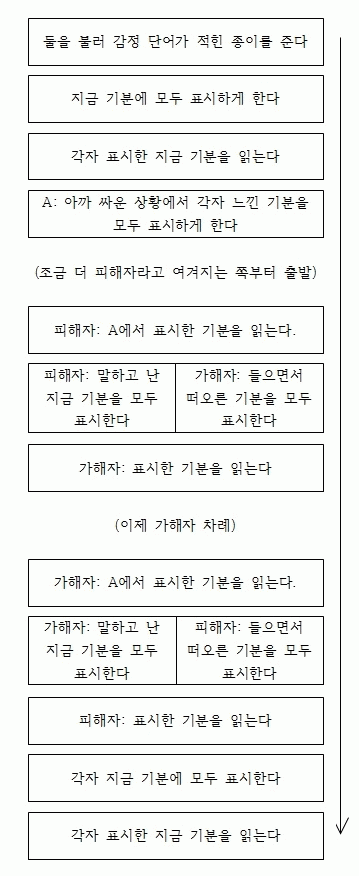 둘을 불러 감정 단어가 적힌 종이를 준다
지금 기분에 모두 표시하게 한다
각자 표시한 지금 기분을 읽는다
A: 아까 싸운 상황에서 각자 느낀 기분을
모두 표시하게 한다
(조금 더 피해자라고 여겨지는 쪽부터 출발)
피해자: A에서 표시한 기분을 읽는다.
피해자: 말하고 난
지금 기분을 모두
표시한다
가해자: 들으면서
떠오른 기분을 모두
표시한다
가해자: 표시한 기분을 읽는다
(이제 가해자 차례)
가해자: A에서 표시한 기분을 읽는다.
가해자: 말하고 난
지금 기분을 모두
표시한다
피해자: 들으면서
떠오른 기분을 모두
표시한다
피해자: 표시한 기분을 읽는다
각자 지금 기분에 모두 표시한다
각자 표시한 지금 기분을 읽는다